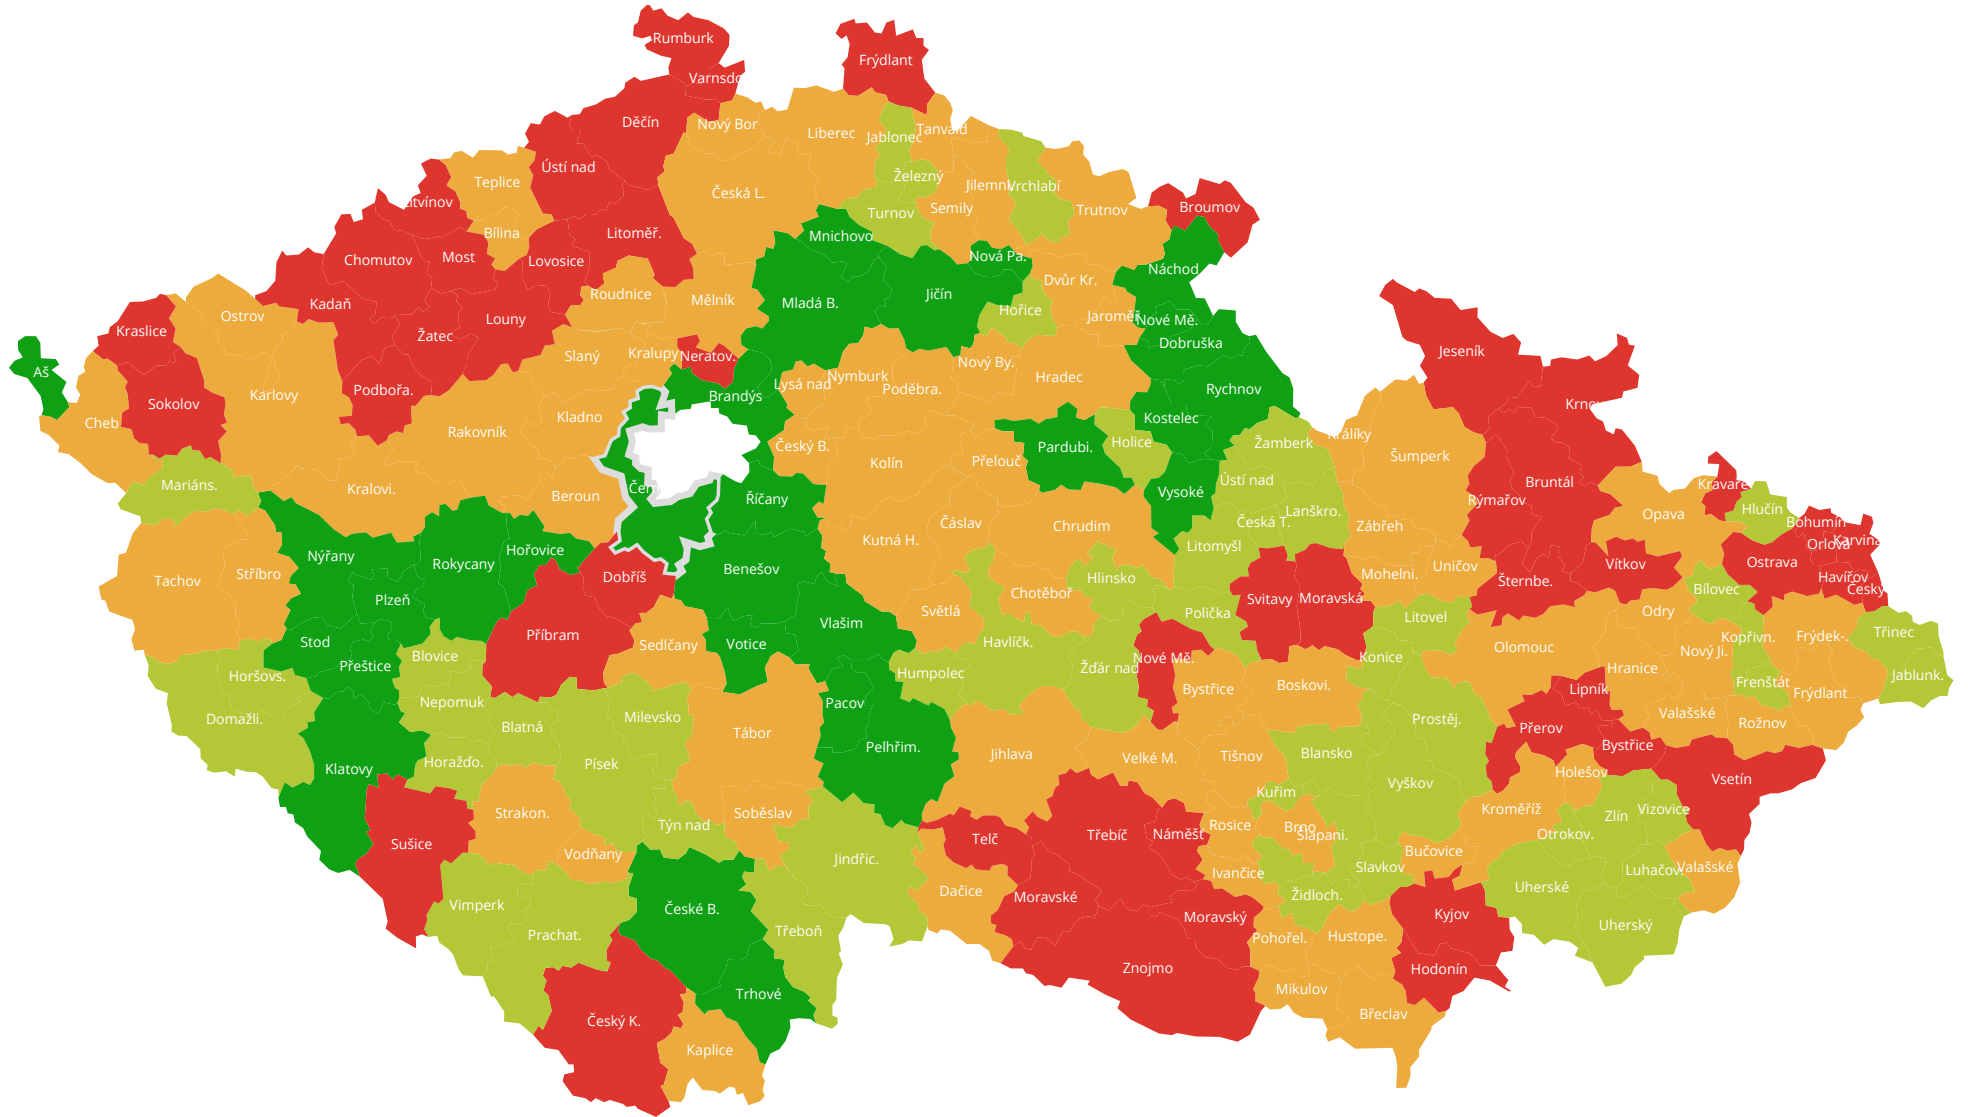 Rumburk
Frýdlant
Varnsdo
Děčín
Nový Bor
Liberec
Jablonec
Tanvald
Ústí nad
Teplice
Česká L.
Železný
Jilemni
Vrchlabí
Litvínov
Semily
Turnov
Trutnov
Broumov
Bílina
Litoměř.
Mnichovo
Chomutov
Most
Lovosice
Nová Pa.
Náchod
Kadaň
Roudnice
Mělník
Mladá B.
Jičín
Dvůr Kr.
Ostrov
Louny
Hořice
Jaroměř
Nové Mě.
Kraslice
Žatec
Dobruška
Jeseník
Aš
Slaný
Kralupy
Neratov.
Nový By.
Sokolov
Karlovy
Podbořa.
Brandýs
Lysá nad
Nymburk
Poděbra.
Hradec
Rychnov
Krnov
Cheb
Rakovník
Kladno
Kostelec
Český B.
Pardubi.
Holice
Žamberk
Králíky
Šumperk
Mariáns.
Kralovi.
Beroun
Čern
Říčany
Kolín
Přelouč
Vysoké
Ústí nad
Rýmařov
Bruntál
Kravaře
Čáslav
Chrudim
Česká T.
Lanškro.
Zábřeh
Opava
Hlučín
Bohumín
Nýřany
Hořovice
Kutná H.
Litomyšl
Orlová
Karviná
Tachov
Stříbro
Rokycany
Dobříš
Benešov
Hlinsko
Mohelni.
Uničov
Šternbe.
Vítkov
Ostrava
Havířov
Český
Plzeň
Chotěboř
Svitavy
Moravská
Bílovec
Světlá
Polička
Litovel
Odry
Stod
Příbram
Sedlčany
Votice
Vlašim
Havlíčk.
Kopřivn.
Frýdek-.
Třinec
Přeštice
Blovice
Žďár nad
Nové Mě.
Konice
Olomouc
Nový Ji.
Horšovs.
Humpolec
Bystřice
Boskovi.
Lipník
Hranice
Frenštát
Frýdlant
Jablunk.
Domažli.
Nepomuk
Blatná
Milevsko
Pacov
Prostěj.
Přerov
Valašské
Rožnov
Tábor
Pelhřim.
Klatovy
Horažďo.
Písek
Jihlava
Velké M.
Tišnov
Blansko
Bystřice
Holešov
Vsetín
Strakon.
Soběslav
Kuřim
Vyškov
Kroměříž
Zlín
Vizovice
Sušice
Týn nad
Telč
Třebíč
Náměšť
Rosice
Brno
Šlapani.
Otrokov.
Vodňany
Jindřic.
Bučovice
Vimperk
České B.
Dačice
Moravské
Ivančice
Slavkov
Luhačov.
Valašské
Uherské
Židloch.
Prachat.
Třeboň
Moravský
Kyjov
Uherský
Pohořel.
Hustope.
Trhové
Znojmo
Hodonín
Mikulov
Český K.
Břeclav
Kaplice